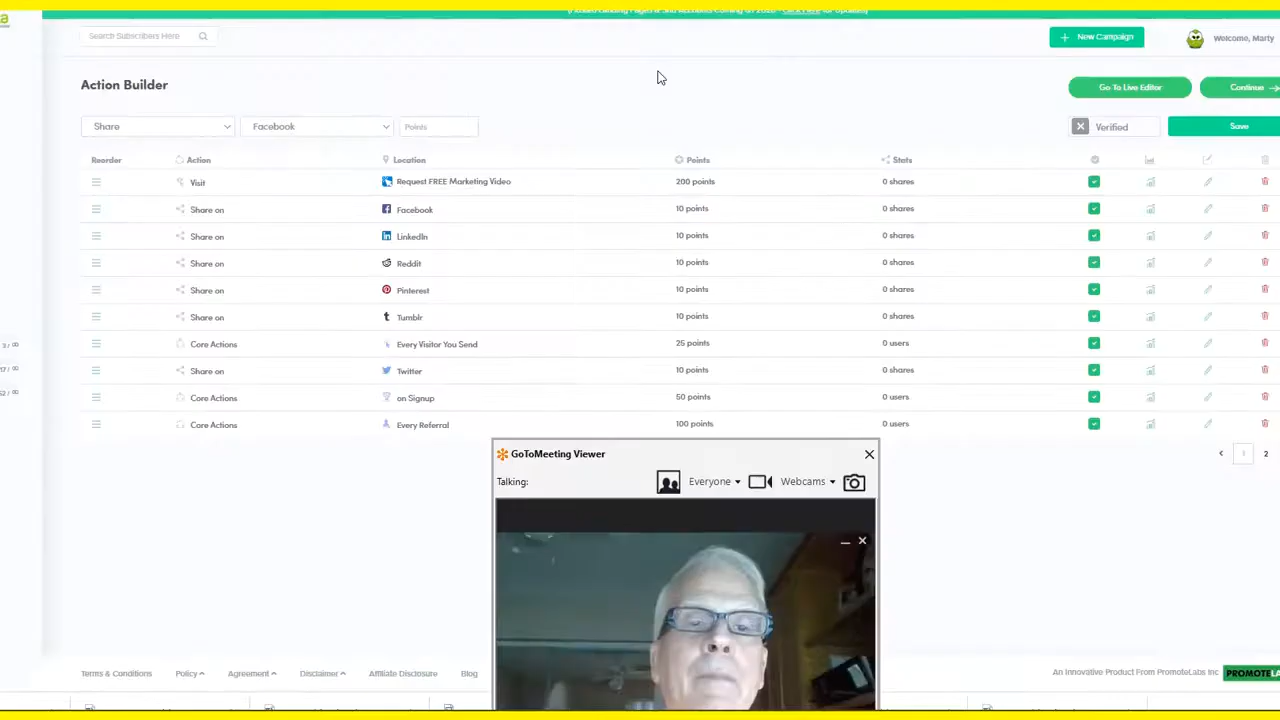 Search Subscribers Here
New Campaign
Welcome, Marty
Action Builder
Go To Live Editor
Continue
Share
Facebook
Points
Verified
Save
Reorder Action Location Points Stats
Visit Request FREE Marketing Video 200 points 0 shares
Share on Facebook 10 points 0 shares
Share on LinkedIn 10 points 0 shares
Share on Reddit 10 points 0 shares
Share on Pinterest 10 points 0 shares
Share on Tumblr 10 points 0 shares
3 / ∞ Core Actions Every Visitor You Send 25 points 0 users
Share on Twitter 10 points 0 shares
Core Actions on Signup 50 points 0 users
Core Actions Every Referral 100 points 0 users
GoToMeeting Viewer
1 2
Talking:
Everyone
Webcams
Terms & Conditions Policy Agreement Disclaimer Affiliate Disclosure Blog
An Innovative Product From PromoteLabs Inc